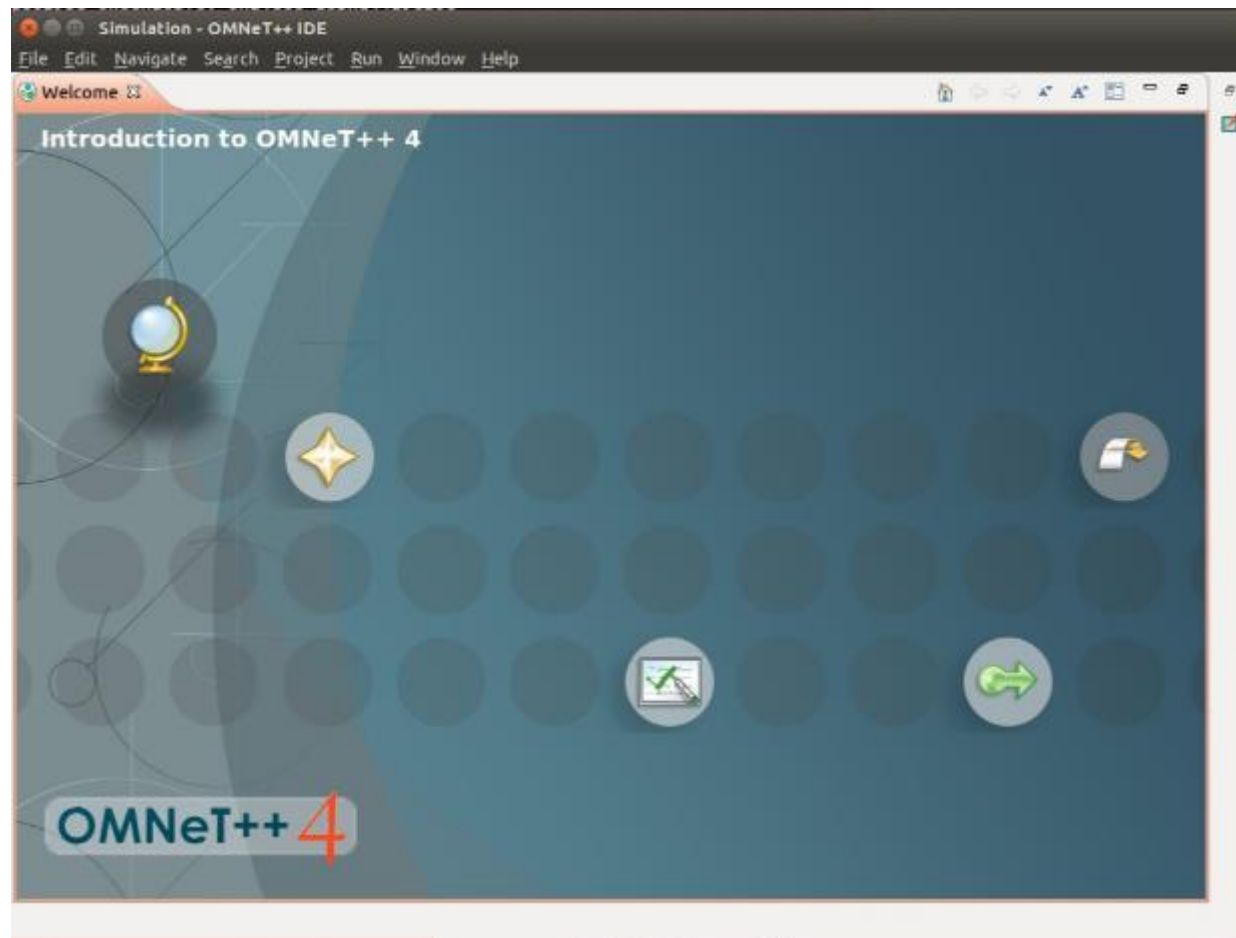 Simulation - OMNeT++ IDE
File Edit Navigate Search Project Run Window Help
Welcome
Introduction to OMNeT++ 4
OMNeT++ 4